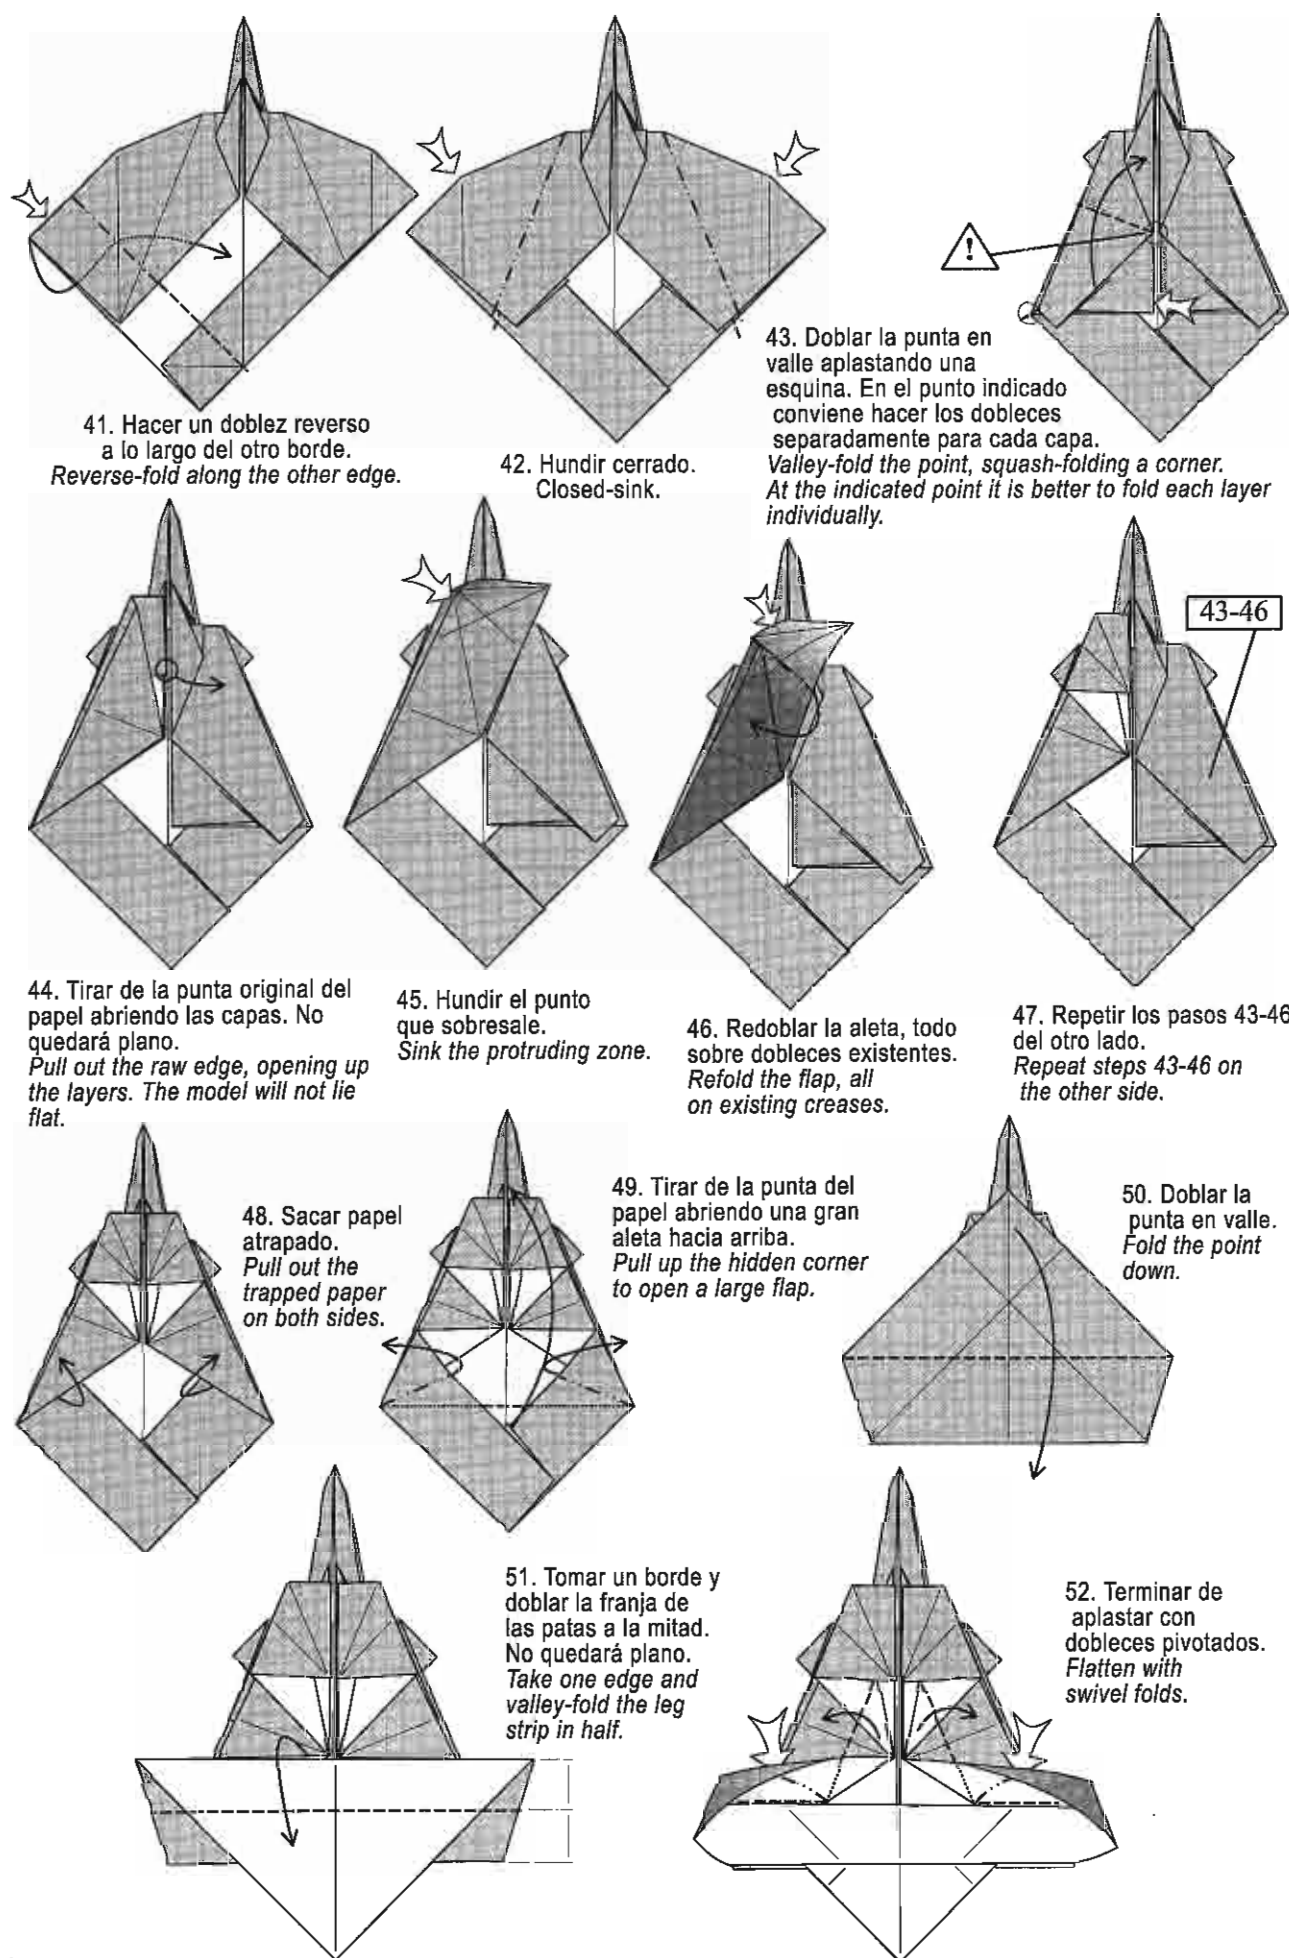 41. Hacer un doblez reverso
a lo largo del otro borde.
Reverse-fold along the other edge.
42. Hundir cerrado.
Closed-sink.
!
43. Doblar la punta en
valle aplastando una
esquina. En el punto indicado
conviene hacer los dobleces
separadamente para cada capa.
Valley-fold the point, squash-folding a corner.
At the indicated point it is better to fold each layer
individually.
43-46
44. Tirar de la punta original del
papel abriendo las capas. No
quedará plano.
Pull out the raw edge, opening up
the layers. The model will not lie
flat.
45. Hundir el punto
que sobresale.
Sink the protruding zone.
46. Redoblar la aleta, todo
sobre dobleces existentes.
Refold the flap, all
on existing creases.
47. Repetir los pasos 43-46
del otro lado.
Repeat steps 43-46 on
the other side.
48. Sacar papel
atrapado.
Pull out the
trapped paper
on both sides.
49. Tirar de la punta del
papel abriendo una gran
aleta hacia arriba.
Pull up the hidden corner
to open a large flap.
50. Doblar la
punta en valle.
Fold the point
down.
51. Tomar un borde y
doblar la franja de
las patas a la mitad.
No quedará plano.
Take one edge and
valley-fold the leg
strip in half.
52. Terminar de
aplastar con
dobleces pivotados.
Flatten with
swivel folds.